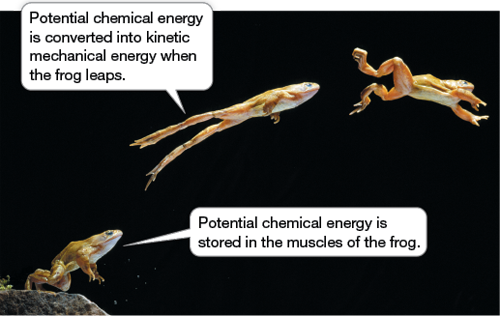 Potential chemical energy
is converted into kinetic
mechanical energy when
the frog leaps.
Potential chemical energy is
stored in the muscles of the frog.